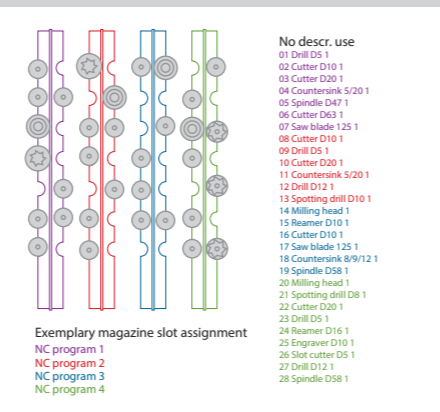 No descr. use
01 Drill D5 1
02 Cutter D10 1
03 Cutter D20 1
04 Countersink 5/20 1
05 Spindle D47 1
06 Cutter D63 1
07 Saw blade 125 1
08 Cutter D10 1
09 Drill D5 1
10 Cutter D20 1
11 Countersink 5/20 1
12 Drill D12 1
13 Spotting drill D10 1
14 Milling head 1
15 Reamer D10 1
16 Cutter D10 1
17 Saw blade 125 1
18 Countersink 8/9/12 1
19 Spindle D58 1
20 Milling head 1
21 Spotting drill D8 1
22 Cutter D20 1
23 Drill D5 1
24 Reamer D16 1
25 Engraver D10 1
26 Slot cutter D5 1
27 Drill D12 1
28 Spindle D58 1
Exemplary magazine slot assignment
NC program 1
NC program 2
NC program 3
NC program 4